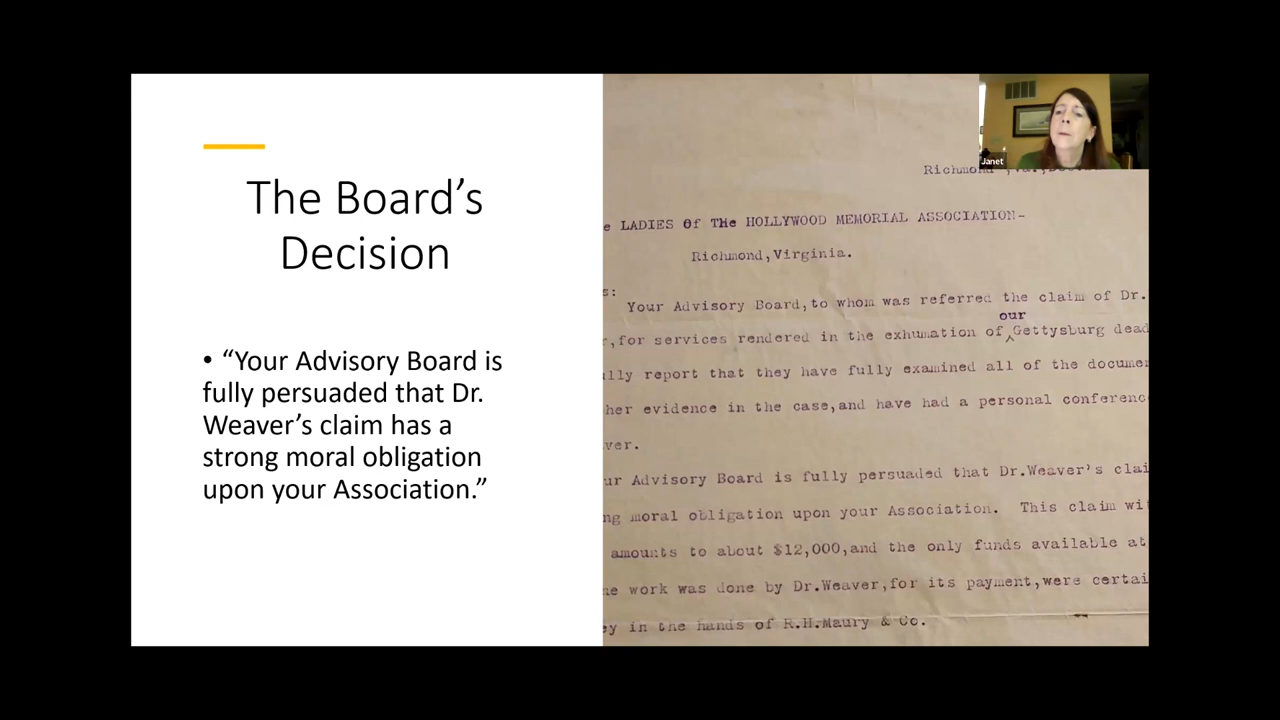 The Board's
Decision
• “Your Advisory Board is
fully persuaded that Dr.
Weaver's claim has a
strong moral obligation
upon your Association.”
Janet
e LADIES Of THe HOLLYWOOD MEMORIAL ASSOCIATION-
Richmond,Virginia.
s:
Your Advisory Board,to whom was referred the claim of Dr.
our
r,for services rendered in the exhumation of Gettysburg dead
lly report that they have fully examined all of the documen
her evidence in the case,and have had a personal conferenc
ver.
ur Advisory Board is fully persuaded that Dr.Weaver's clai
ng moral obligation upon your Association. This claim wi
amounts to about $12,000,and the only funds available at
he work was done by Dr.Weaver,for its payment,were certai
ey in the hands of R.H.Maury & Co.